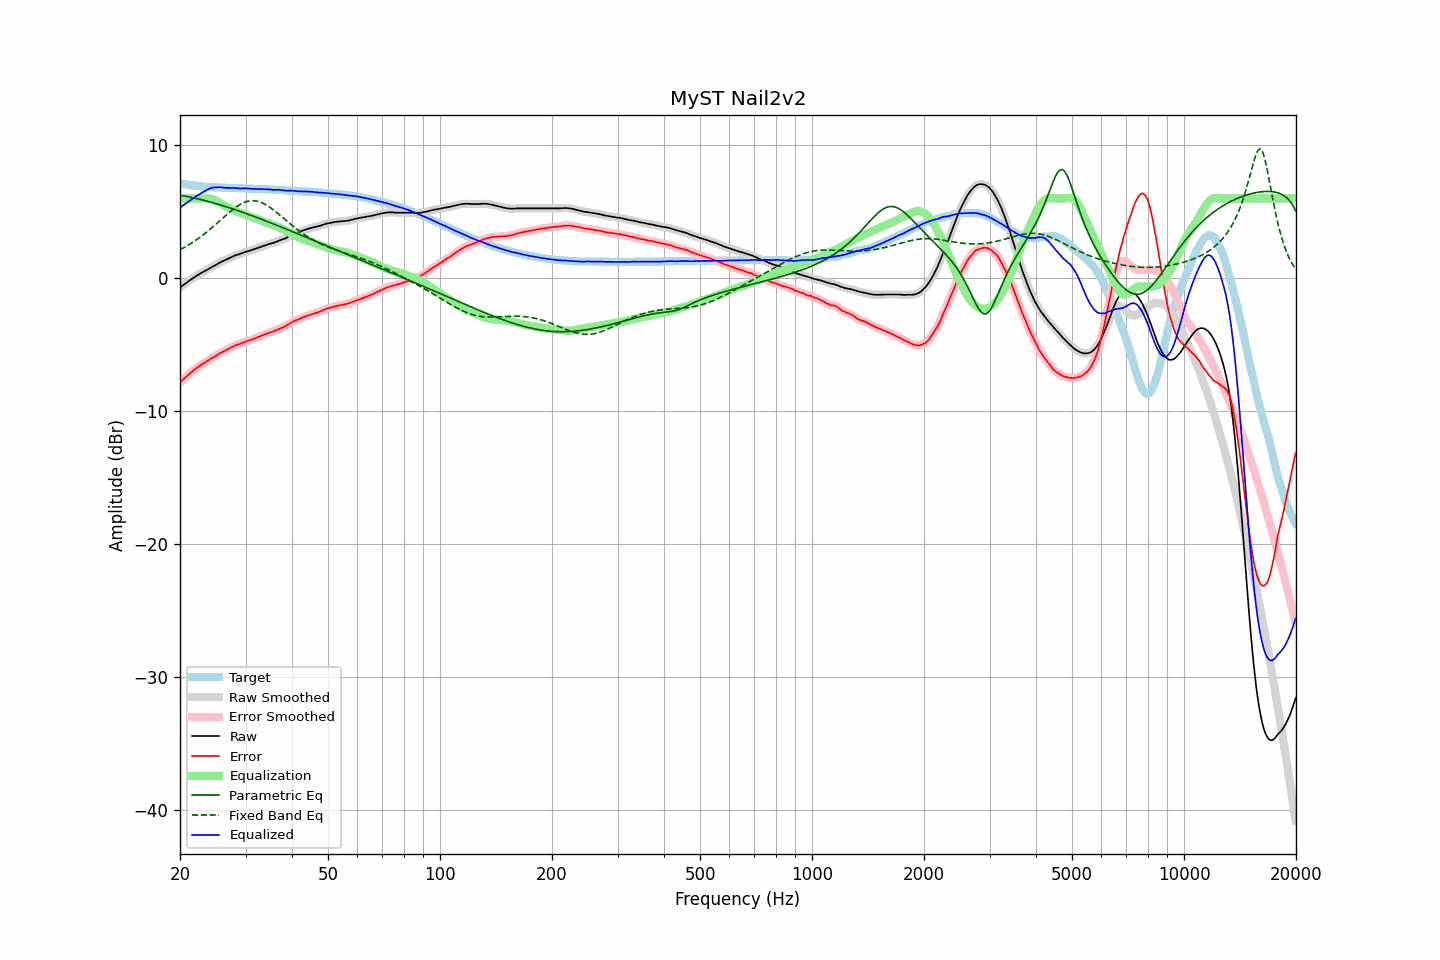 MyST Nail2v2
Amplitude (dBr)
10
0
−10
−20
−30
−40
Target
Raw Smoothed
Error Smoothed
Raw
Error
Equalization
Parametric Eq
Fixed Band Eq
Equalized
20 50 100 200 500 1000 2000 5000 10000 20000
Frequency (Hz)